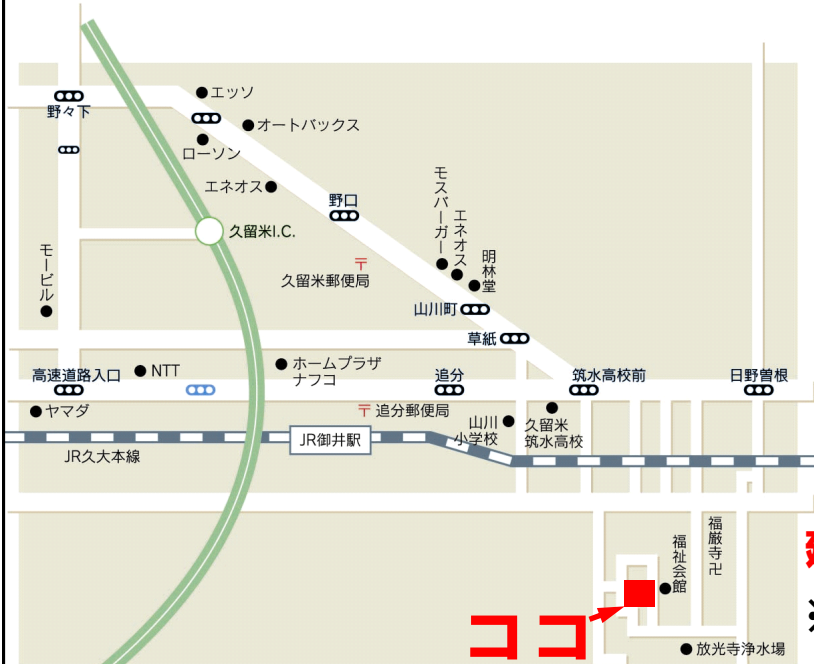 エッソ
野々下
オートバックス
ローソン
エネオス
野口
モスバーガー
エネオス
明林堂
久留米I.C.
モービル
〒
久留米郵便局
山川町
草紙
高速道路入口
NTT
ホームプラザ
ナフコ
追分
筑水高校前
日野曽根
ヤマダ
〒追分郵便局
山川
小学校
久留米
筑水高校
JR御井駅
JR久大本線
福祉会館
福厳寺卍
ココ
※
放光寺浄水場